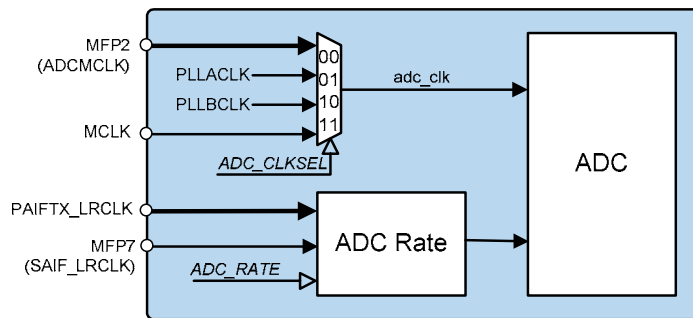 MFP2
(ADCMCLK)
PLLACLK
PLLBCLK
MCLK
00
01
10
11
adc_clk
ADC_CLKSEL
ADC
PAIFTX_LRCLK
MFP7
(SAIF_LRCLK)
ADC_RATE
ADC Rate